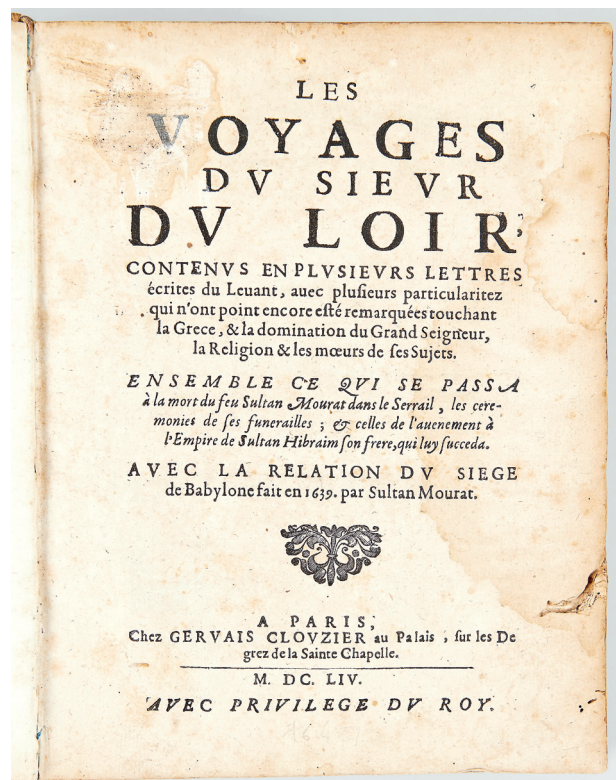 LES
VOYAGES
DV SIEVR
DV LOIR,
CONTENVS EN PLVSIEVRS LETTRES
écrites du Leuant, auec pluſieurs particularitez
qui n'ont point encore eſté remarquées touchant
la Grece, & la domination du Grand Seigneur,
la Religion & les mœurs de ſes Sujets.
ENSEMBLE CE QVI SE PASSA
à la mort du feu Sultan Mourat dans le Serrail, les cere-
monies de ſes funerailles ; & celles de l'auenement à
l'Empire de Sultan Hibraim ſon frere, qui luy ſucceda.
AVEC LA RELATION DV SIEGE
de Babylone fait en 1639. par Sultan Mourat.
A PARIS,
Chez GERVAIS CLOVZIER au Palais , ſur les De
grez de la Sainte Chapelle.
M. DC. LIV.
AVEC PRIVILEGE DV ROY.